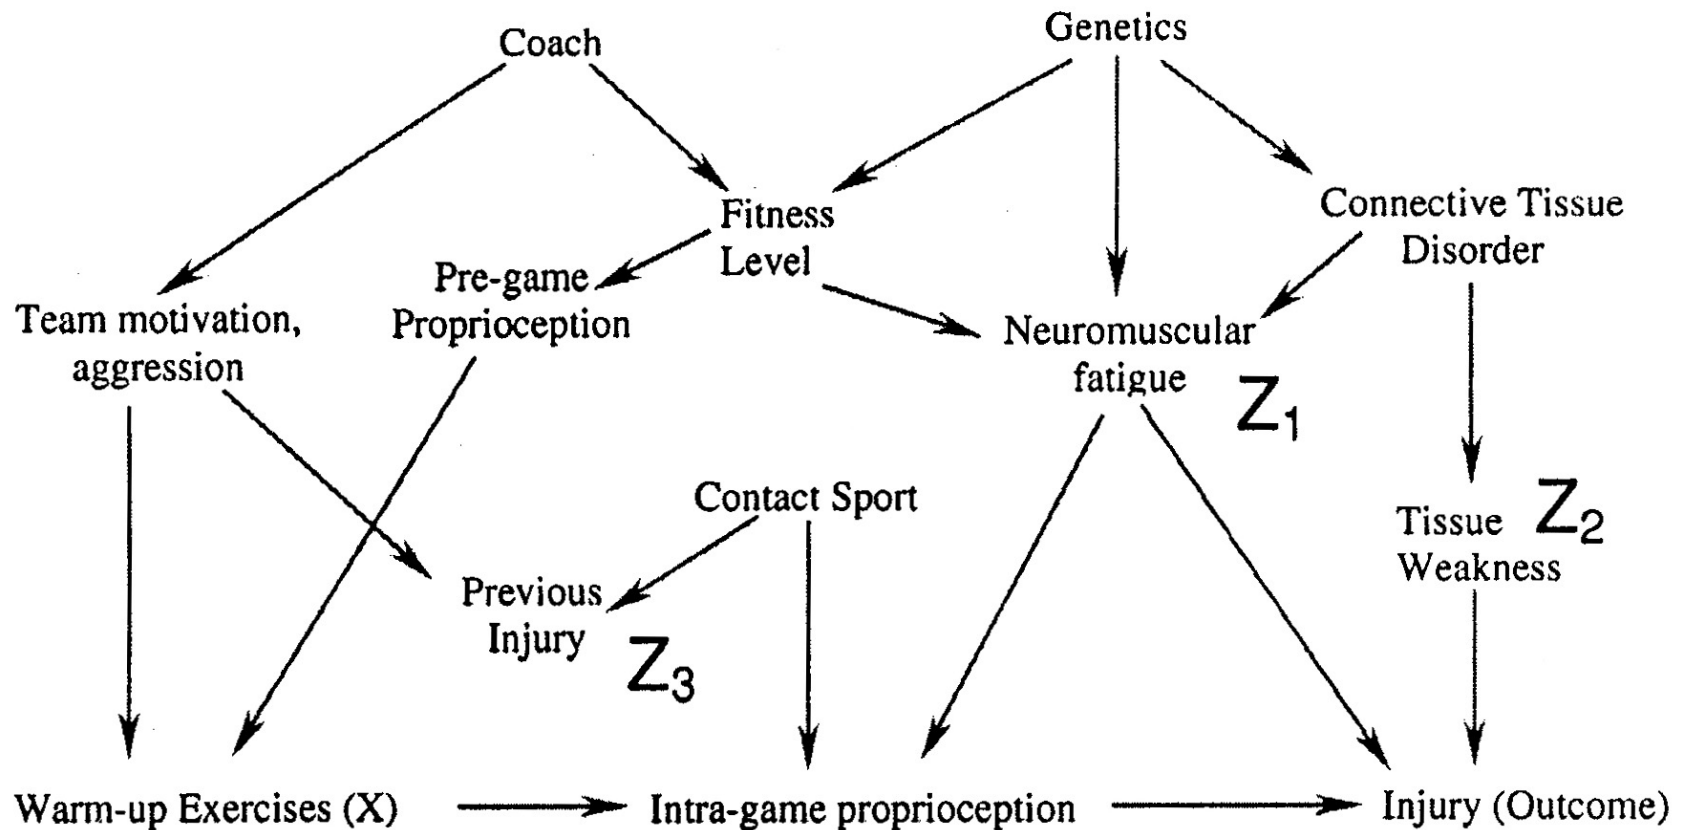 Coach
Genetics
Fitness
Level
Connective Tissue
Disorder
Pre-game
Proprioception
Team motivation,
aggression
Neuromuscular
fatigue
Z1
Contact Sport
Tissue
Weakness
Z2
Previous
Injury
Z3
Warm-up Exercises (X)
Intra-game proprioception
Injury (Outcome)